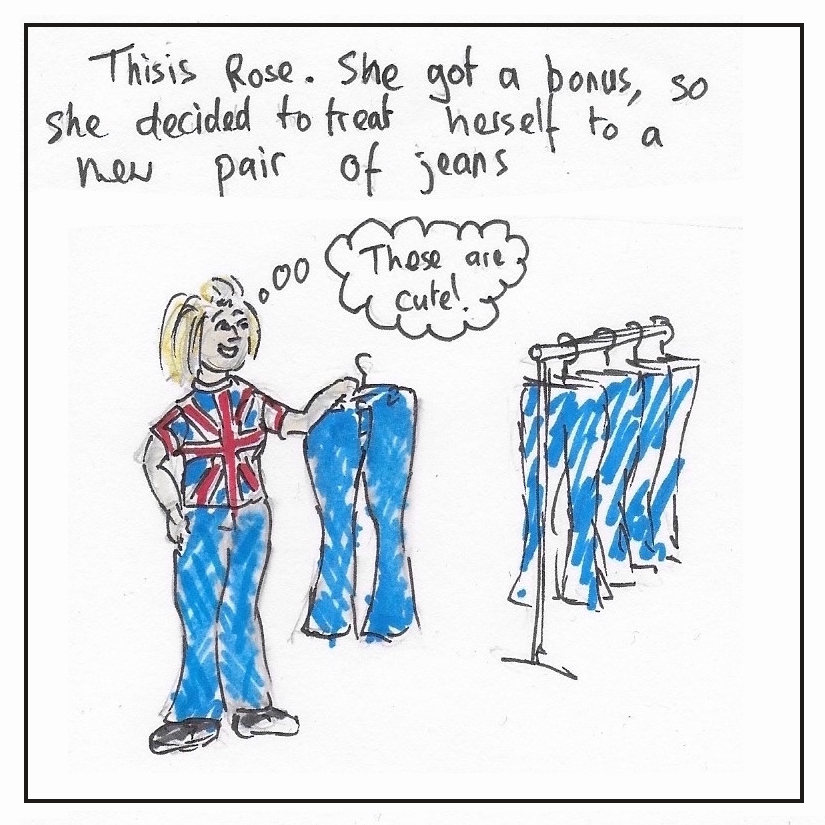 Thisis Rose. She got a bonus, so
she decided to treat herself to a
new pair of jeans
These are
cute!